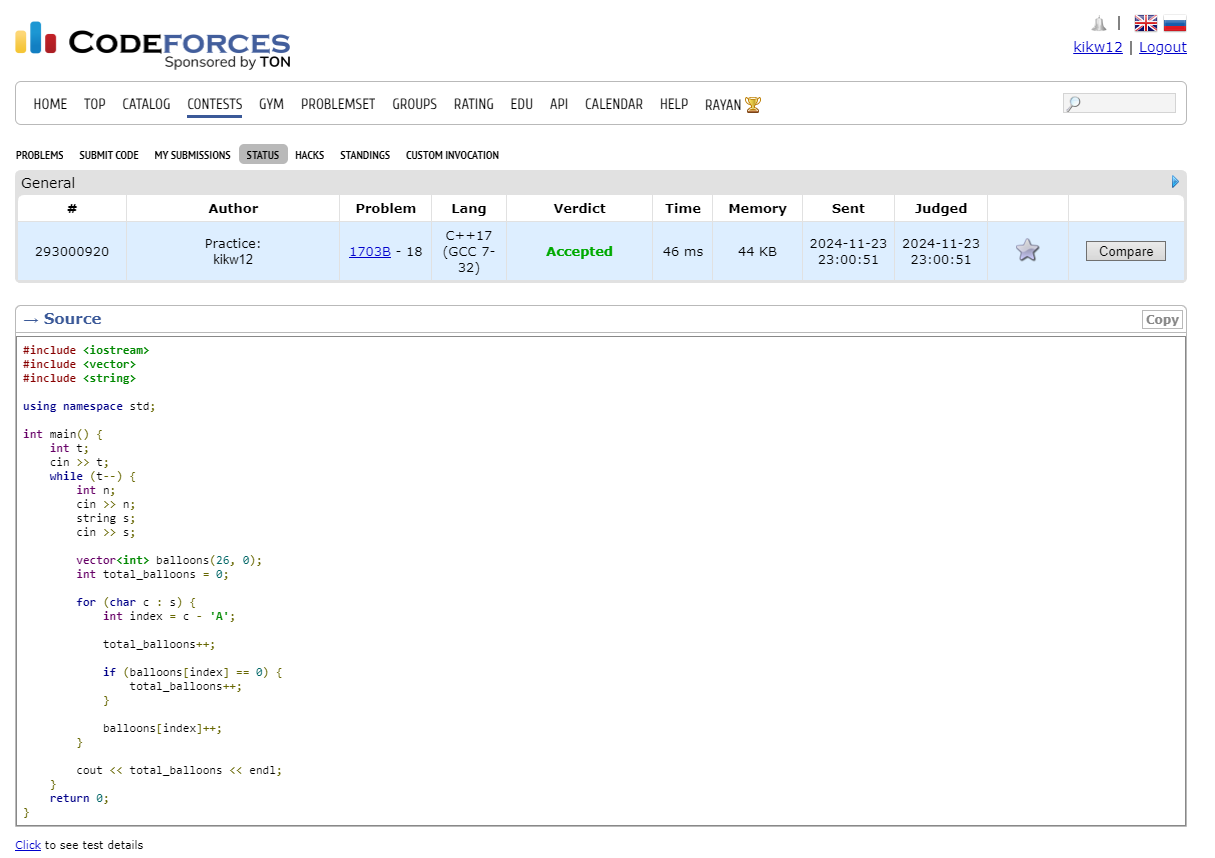 |
CODEFORCES
Sponsored by TON
kikw12 | Logout
HOME TOP CATALOG CONTESTS GYM PROBLEMSET GROUPS RATING EDU API CALENDAR HELP RAYAN
PROBLEMS SUBMIT CODE MY SUBMISSIONS STATUS HACKS STANDINGS CUSTOM INVOCATION
General
# Author Problem Lang Verdict Time Memory Sent Judged
293000920 Practice: kikw12 1703B - 18 C++17 (GCC 7-32) Accepted 46 ms 44 KB 2024-11-23 23:00:51 2024-11-23 23:00:51 Compare
→ Source Copy
#include <iostream>
#include <vector>
#include <string>
using namespace std;
int main() {
    int t;
    cin >> t;
    while (t--) {
        int n;
        cin >> n;
        string s;
        cin >> s;
        vector<int> balloons(26, 0);
        int total_balloons = 0;
        for (char c : s) {
            int index = c - 'A';
            total_balloons++;
            if (balloons[index] == 0) {
                total_balloons++;
            }
            balloons[index]++;
        }
        cout << total_balloons << endl;
    }
    return 0;
}
Click to see test details